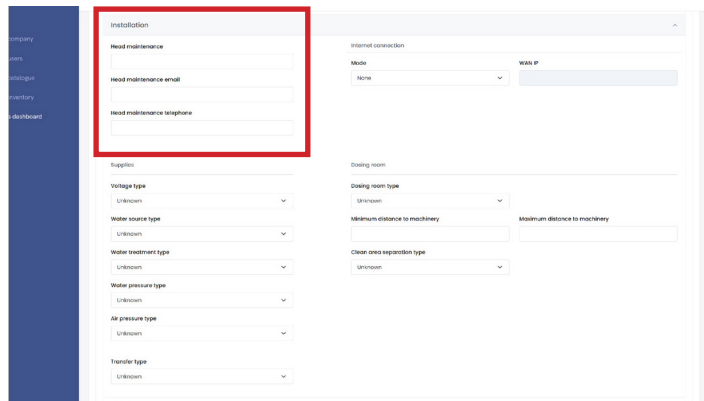 company
users
catalogue
inventory
s dashboard
Installation
Head maintenance
Head maintenance email
Head maintenance telephone
Internet connection
Mode
WAN IP
None
Supplies
Voltage type
Unknown
Water source type
Unknown
Water treatment type
Unknown
Water pressure type
Unknown
Air pressure type
Unknown
Transfer type
Unknown
Dosing room
Dosing room type
Unknown
Minimum distance to machinery
Maximum distance to machinery
Clean area separation type
Unknown